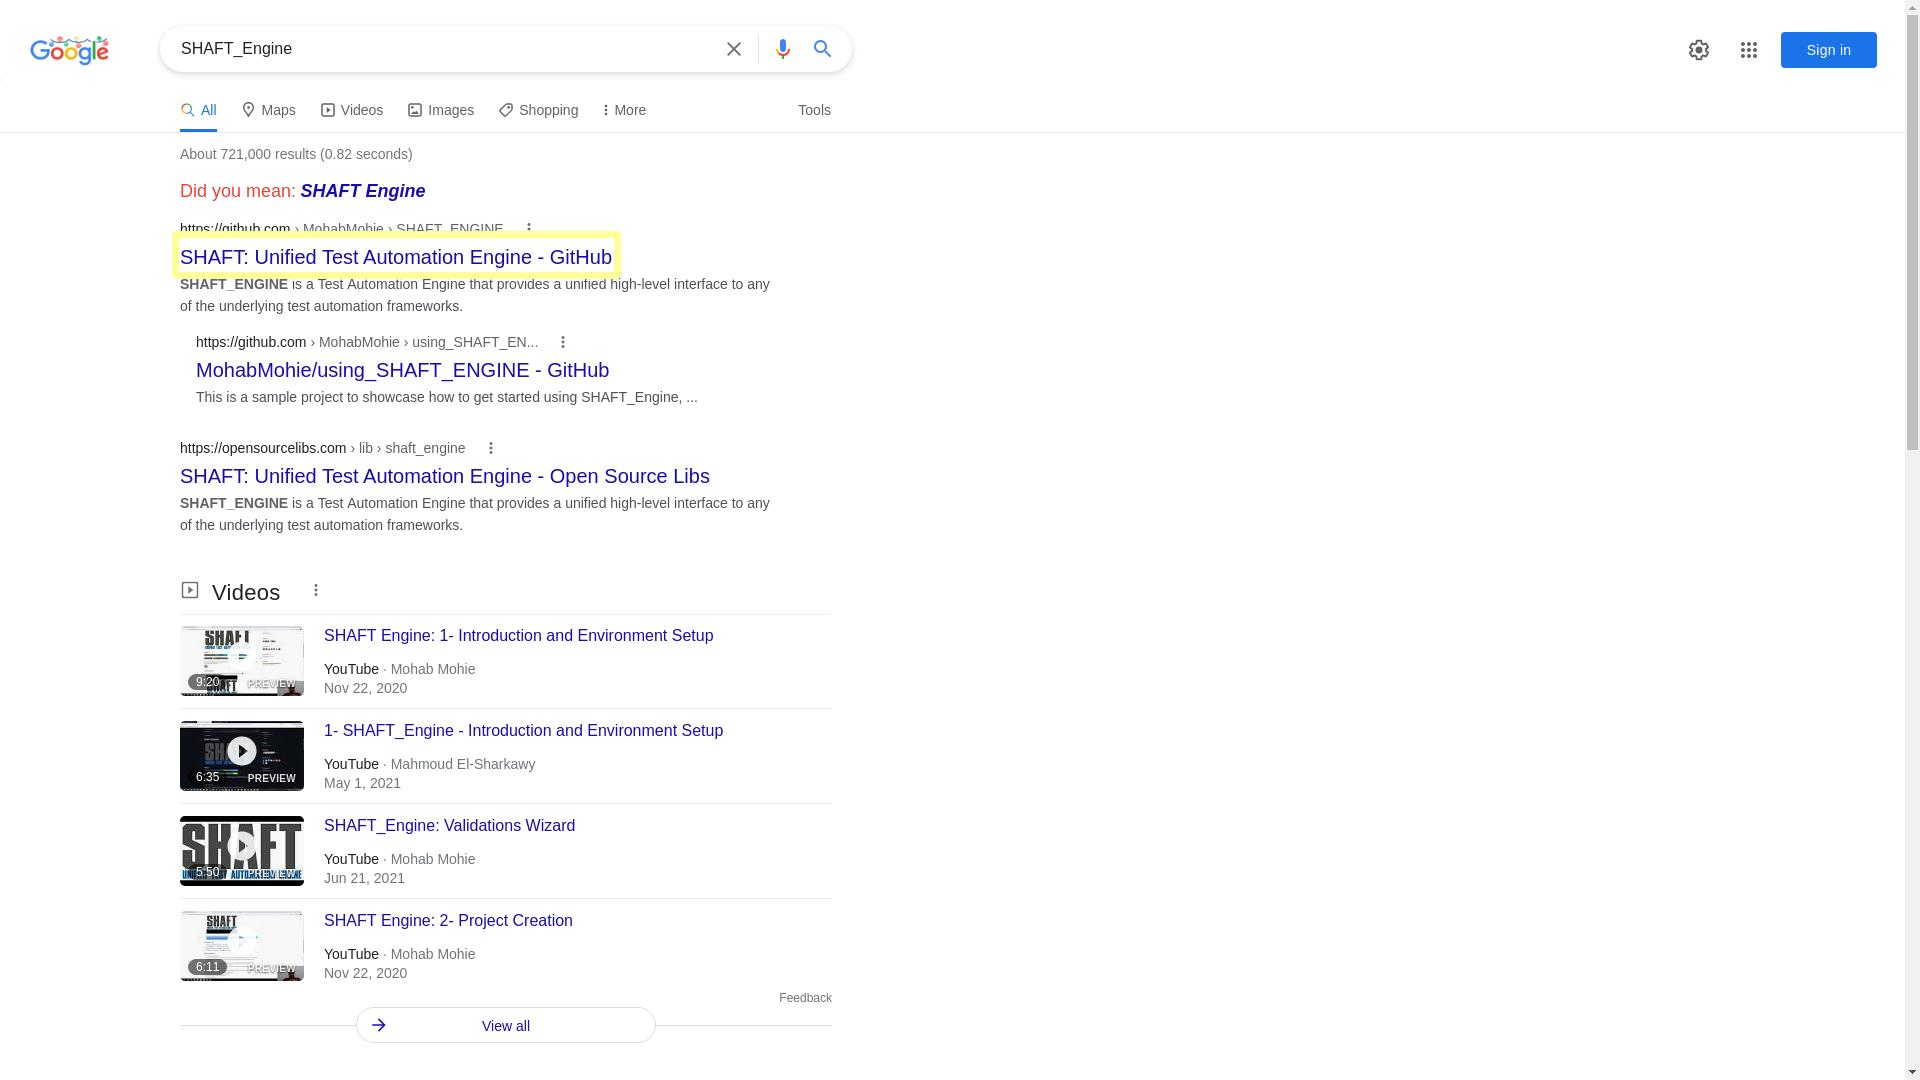 Google
SHAFT_Engine
Sign in
All
Maps
Videos
Images
Shopping
More
Tools
About 721,000 results (0.82 seconds)
Did you mean: SHAFT Engine
https://github.com › MohabMohie › SHAFT_ENGINE
SHAFT: Unified Test Automation Engine - GitHub
SHAFT_ENGINE is a Test Automation Engine that provides a unified high-level interface to any
of the underlying test automation frameworks.
https://github.com › MohabMohie › using_SHAFT_EN...
MohabMohie/using_SHAFT_ENGINE - GitHub
This is a sample project to showcase how to get started using SHAFT_Engine, ...
https://opensourcelibs.com › lib › shaft_engine
SHAFT: Unified Test Automation Engine - Open Source Libs
SHAFT_ENGINE is a Test Automation Engine that provides a unified high-level interface to any
of the underlying test automation frameworks.
Videos
SHAFT
9:20
PREVIEW
SHAFT Engine: 1- Introduction and Environment Setup
YouTube · Mohab Mohie
Nov 22, 2020
6:35
PREVIEW
1- SHAFT_Engine - Introduction and Environment Setup
YouTube · Mahmoud El-Sharkawy
May 1, 2021
SHAFT
5:50
PREVIEW
SHAFT_Engine: Validations Wizard
YouTube · Mohab Mohie
Jun 21, 2021
SHAFT
6:11
PREVIEW
SHAFT Engine: 2- Project Creation
YouTube · Mohab Mohie
Nov 22, 2020
Feedback
View all